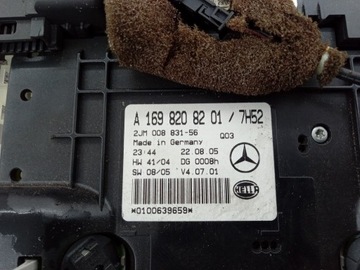 A 169 820 82 01 / 7H52
2JM 008 831-56 Q03
Made in Germany
23:44 22.08.05
HW 41/04 DG 0008h
SW 08/05 V4.07.01
HELLA
*0100639659*